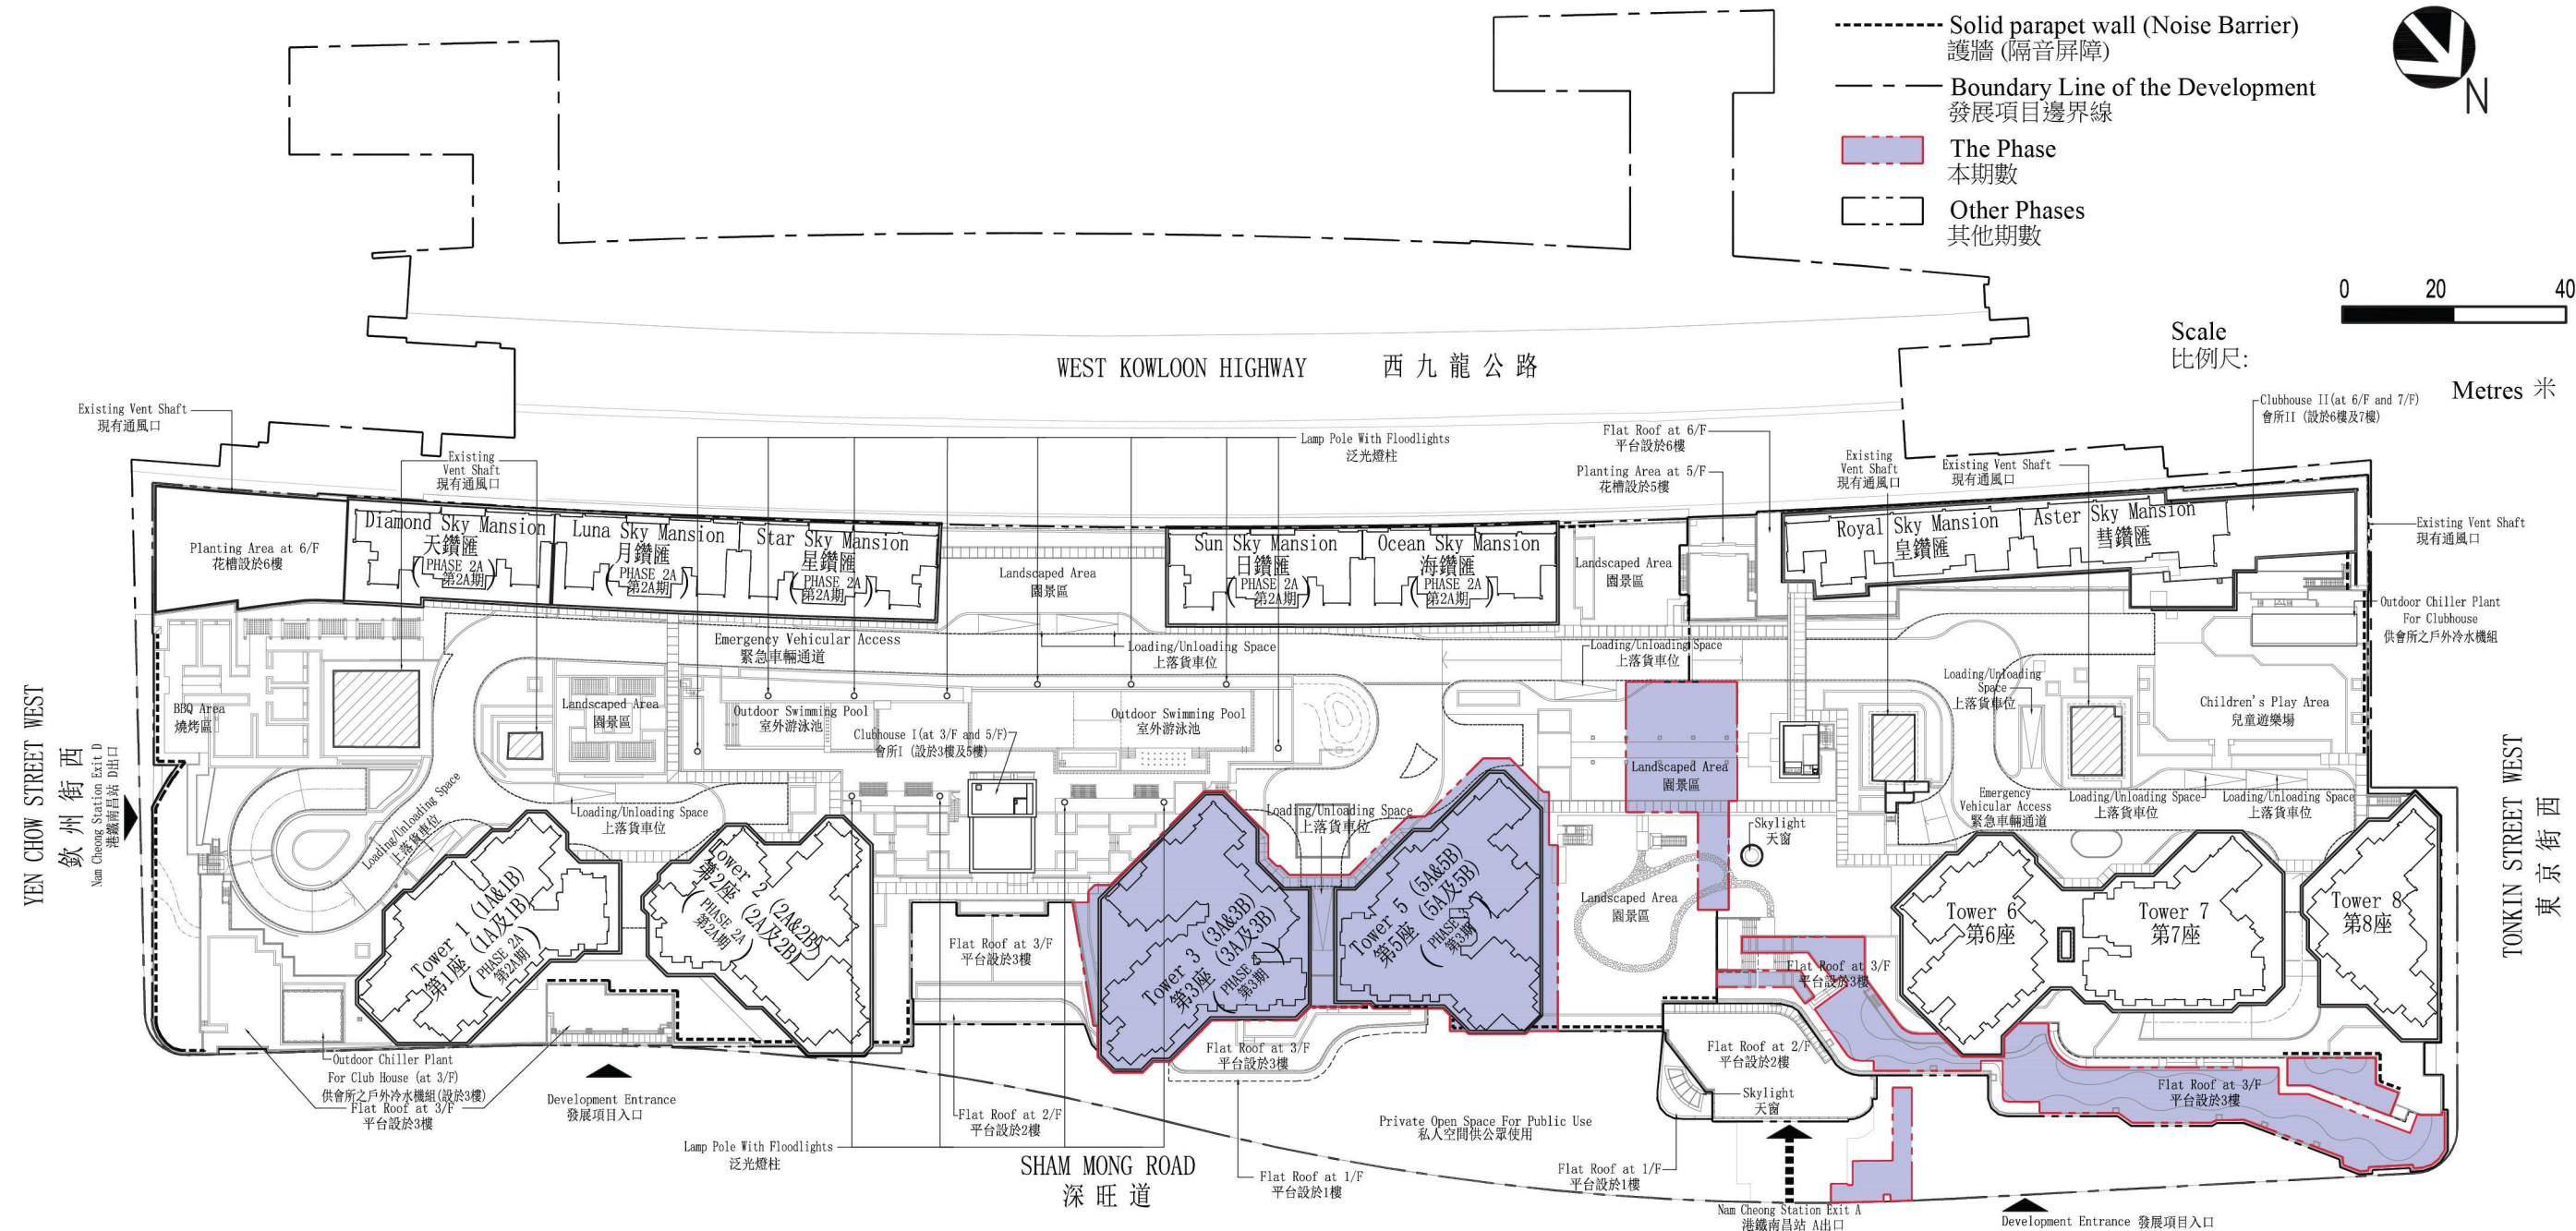 Solid parapet wall (Noise Barrier)
護牆 (隔音屏障)
Boundary Line of the Development
發展項目邊界線
The Phase
本期數
Other Phases
其他期數
N
0 20 40
Scale
比例尺:
Metres 米
WEST KOWLOON HIGHWAY 西九龍公路
Existing Vent Shaft
現有通風口
Existing
Vent Shaft
現有通風口
Lamp Pole With Floodlights
泛光燈柱
Flat Roof at 6/F
平台設於6樓
Planting Area at 5/F
花槽設於5樓
Existing
Vent Shaft
現有通風口
Existing Vent Shaft
現有通風口
Clubhouse II(at 6/F and 7/F)
會所II (設於6樓及7樓)
Existing Vent Shaft
現有通風口
Planting Area at 6/F
花槽設於6樓
Diamond Sky Mansion
天鑽匯
(PHASE 2A
第2A期)
Luna Sky Mansion
月鑽匯
(PHASE 2A
第2A期)
Star Sky Mansion
星鑽匯
(PHASE 2A
第2A期)
Landscaped Area
園景區
Sun Sky Mansion
日鑽匯
(PHASE 2A
第2A期)
Ocean Sky Mansion
海鑽匯
(PHASE 2A
第2A期)
Landscaped Area
園景區
Royal Sky Mansion
皇鑽匯
Aster Sky Mansion
彗鑽匯
Outdoor Chiller Plant
For Clubhouse
供會所之戶外冷水機組
Emergency Vehicular Access
緊急車輛通道
Loading/Unloading Space
上落貨車位
Loading/Unloading Space
上落貨車位
Loading/Unloading
Space
上落貨車位
Children's Play Area
兒童遊樂場
BBQ Area
燒烤區
Landscaped Area
園景區
Outdoor Swimming Pool
室外游泳池
Clubhouse I(at 3/F and 5/F)
會所I (設於3樓及5樓)
Outdoor Swimming Pool
室外游泳池
Landscaped Area
園景區
YEN CHOW STREET WEST
欽州街西
Nam Cheong Station Exit D
港鐵南昌站 D出口
Loading/Unloading Space
上落貨車位
Loading/Unloading Space
上落貨車位
Loading/Unloading Space
上落貨車位
Skylight
天窗
Emergency
Vehicular Access
緊急車輛通道
Loading/Unloading Space
上落貨車位
Loading/Unloading Space
上落貨車位
TONKIN STREET WEST
東京街西
Tower 1 (1A&1B)
第1座 (1A及1B)
(PHASE 2A
第2A期)
Tower 2 (2A&2B)
第2座 (2A及2B)
(PHASE 2A
第2A期)
Flat Roof at 3/F
平台設於3樓
Tower 3 (3A&3B)
第3座 (3A及3B)
(PHASE 3
第3期)
Tower 5 (5A&5B)
第5座 (5A及5B)
(PHASE 3
第3期)
Landscaped Area
園景區
Flat Roof at 3/F
平台設於3樓
Tower 6
第6座
Tower 7
第7座
Tower 8
第8座
Outdoor Chiller Plant
For Club House (at 3/F)
供會所之戶外冷水機組(設於3樓)
Flat Roof at 3/F
平台設於3樓
Development Entrance
發展項目入口
Flat Roof at 3/F
平台設於3樓
Flat Roof at 2/F
平台設於2樓
Flat Roof at 2/F
平台設於2樓
Skylight
天窗
Flat Roof at 3/F
平台設於3樓
Private Open Space For Public Use
私人空間供公眾使用
Lamp Pole With Floodlights
泛光燈柱
SHAM MONG ROAD
深旺道
Flat Roof at 1/F
平台設於1樓
Flat Roof at 1/F
平台設於1樓
Nam Cheong Station Exit A
港鐵南昌站 A出口
Development Entrance 發展項目入口